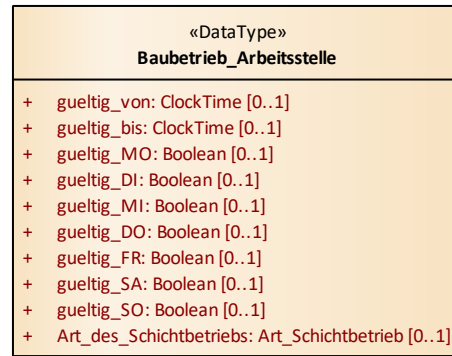 «DataType»
Baubetrieb_Arbeitsstelle
+ gueltig_von: ClockTime [0..1]
+ gueltig_bis: ClockTime [0..1]
+ gueltig_MO: Boolean [0..1]
+ gueltig_DI: Boolean [0..1]
+ gueltig_MI: Boolean [0..1]
+ gueltig_DO: Boolean [0..1]
+ gueltig_FR: Boolean [0..1]
+ gueltig_SA: Boolean [0..1]
+ gueltig_SO: Boolean [0..1]
+ Art_des_Schichtbetriebs: Art_Schichtbetrieb [0..1]